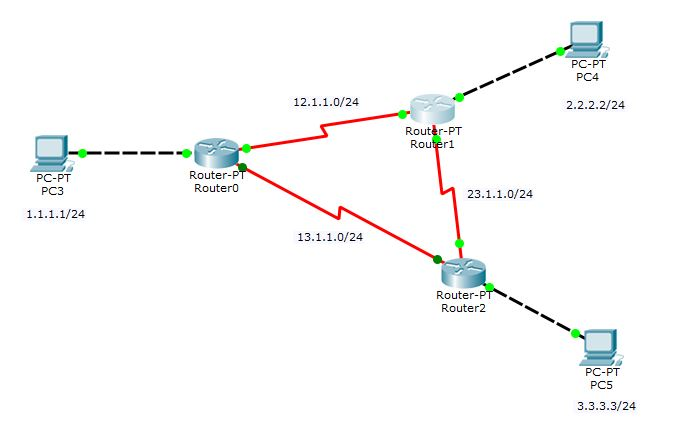 PC-PT
PC4
2.2.2.2/24
12.1.1.0/24
Router-PT
Router1
PC-PT
PC3
1.1.1.1/24
Router-PT
Router0
23.1.1.0/24
13.1.1.0/24
Router-PT
Router2
PC-PT
PC5
3.3.3.3/24